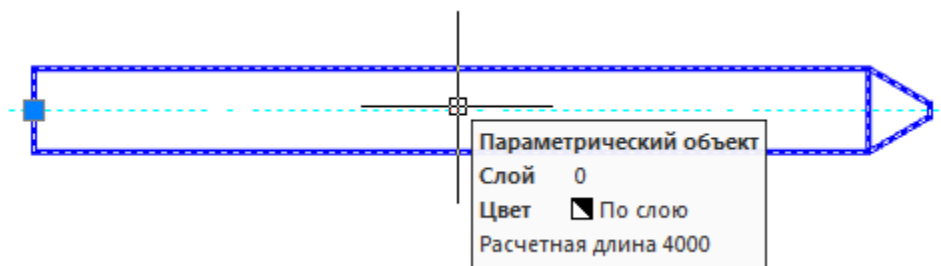 Параметрический объект
Слой 0
Цвет По слою
Расчетная длина 4000